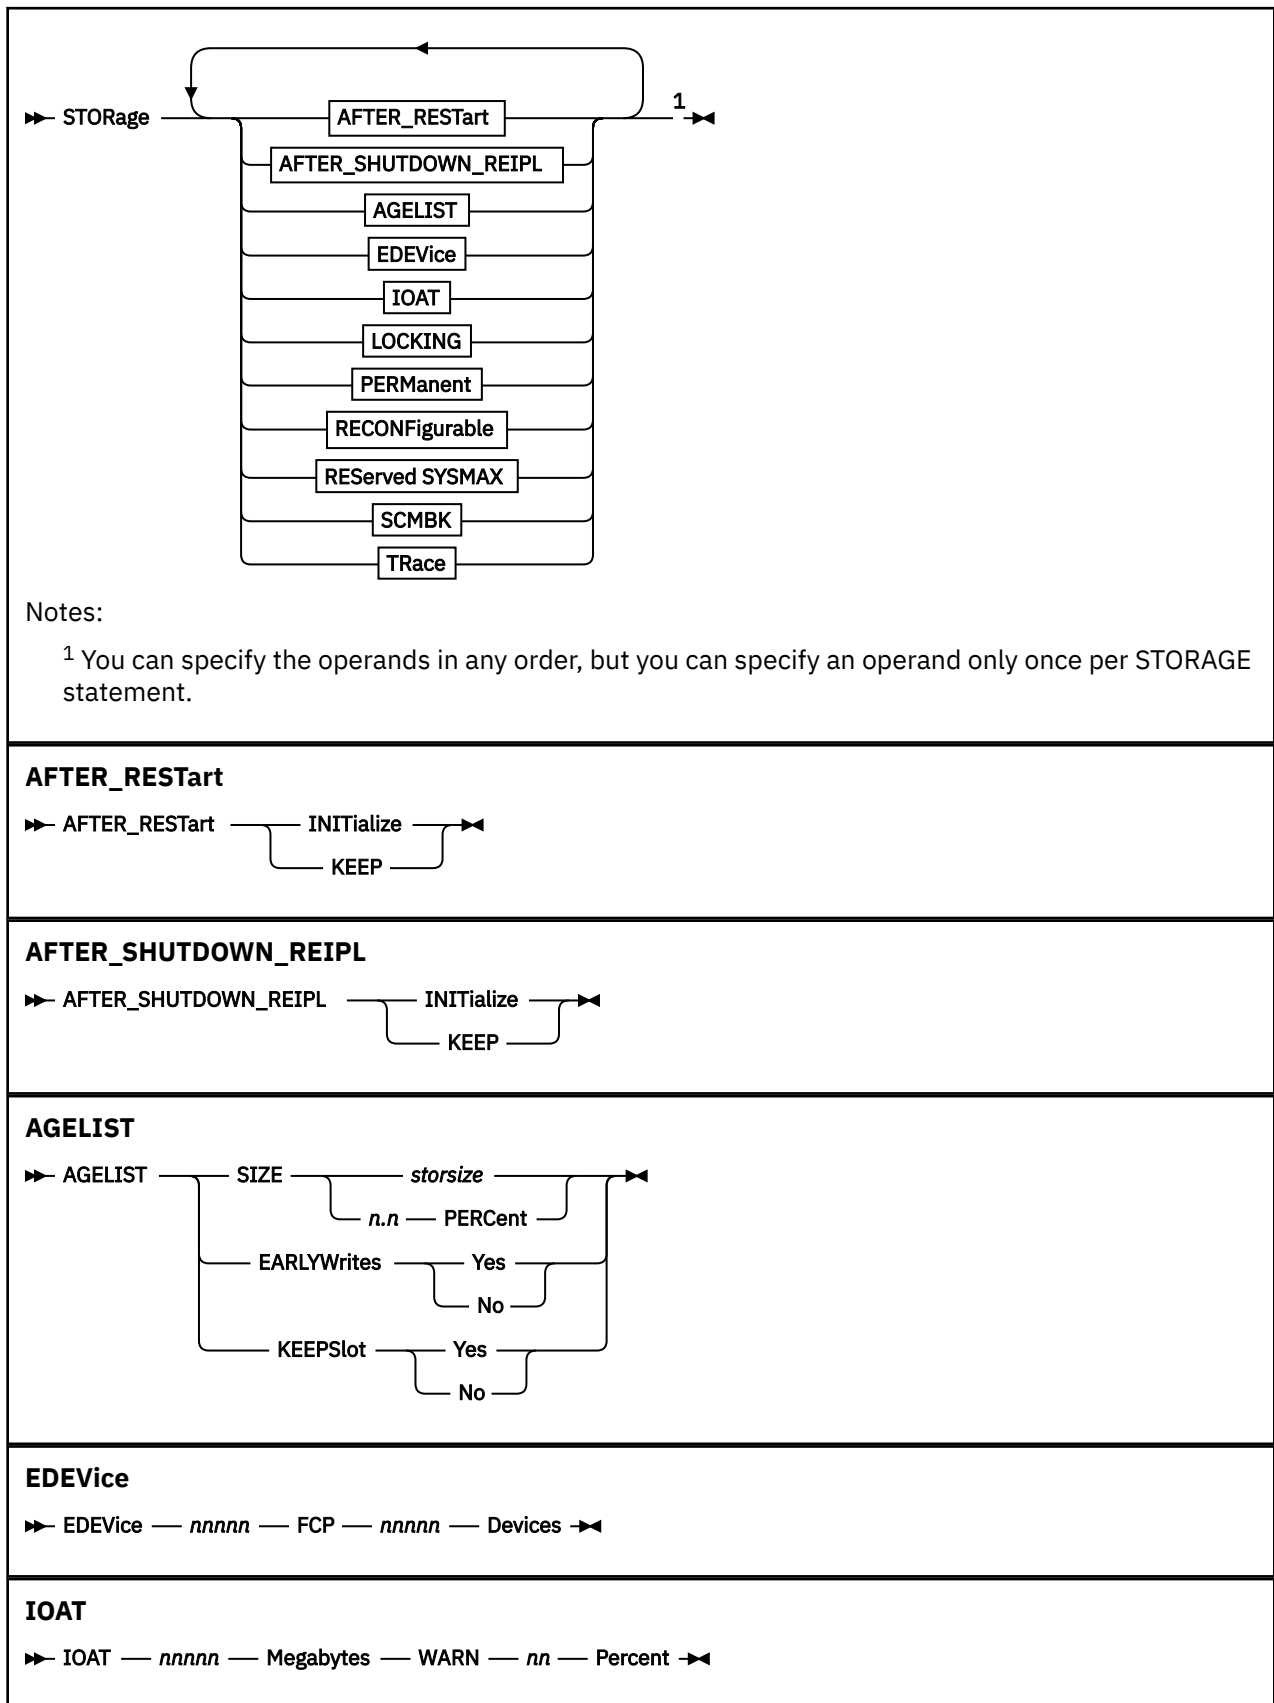 STORage
AFTER_RESTart
1
AFTER_SHUTDOWN_REIPL
AGELIST
EDEVice
IOAT
LOCKING
PERManent
RECONFigurable
REServed SYSMAX
SCMBK
TRace
Notes:
1 You can specify the operands in any order, but you can specify an operand only once per STORAGE
statement.
AFTER_RESTart
AFTER_RESTart INITialize
KEEP
AFTER_SHUTDOWN_REIPL
AFTER_SHUTDOWN_REIPL INITialize
KEEP
AGELIST
AGELIST SIZE storsize
n.n PERCent
EARLYWrites Yes
No
KEEPSlot Yes
No
EDEVice
EDEVice nnnnn FCP nnnnn Devices
IOAT
IOAT nnnnn Megabytes WARN nn Percent